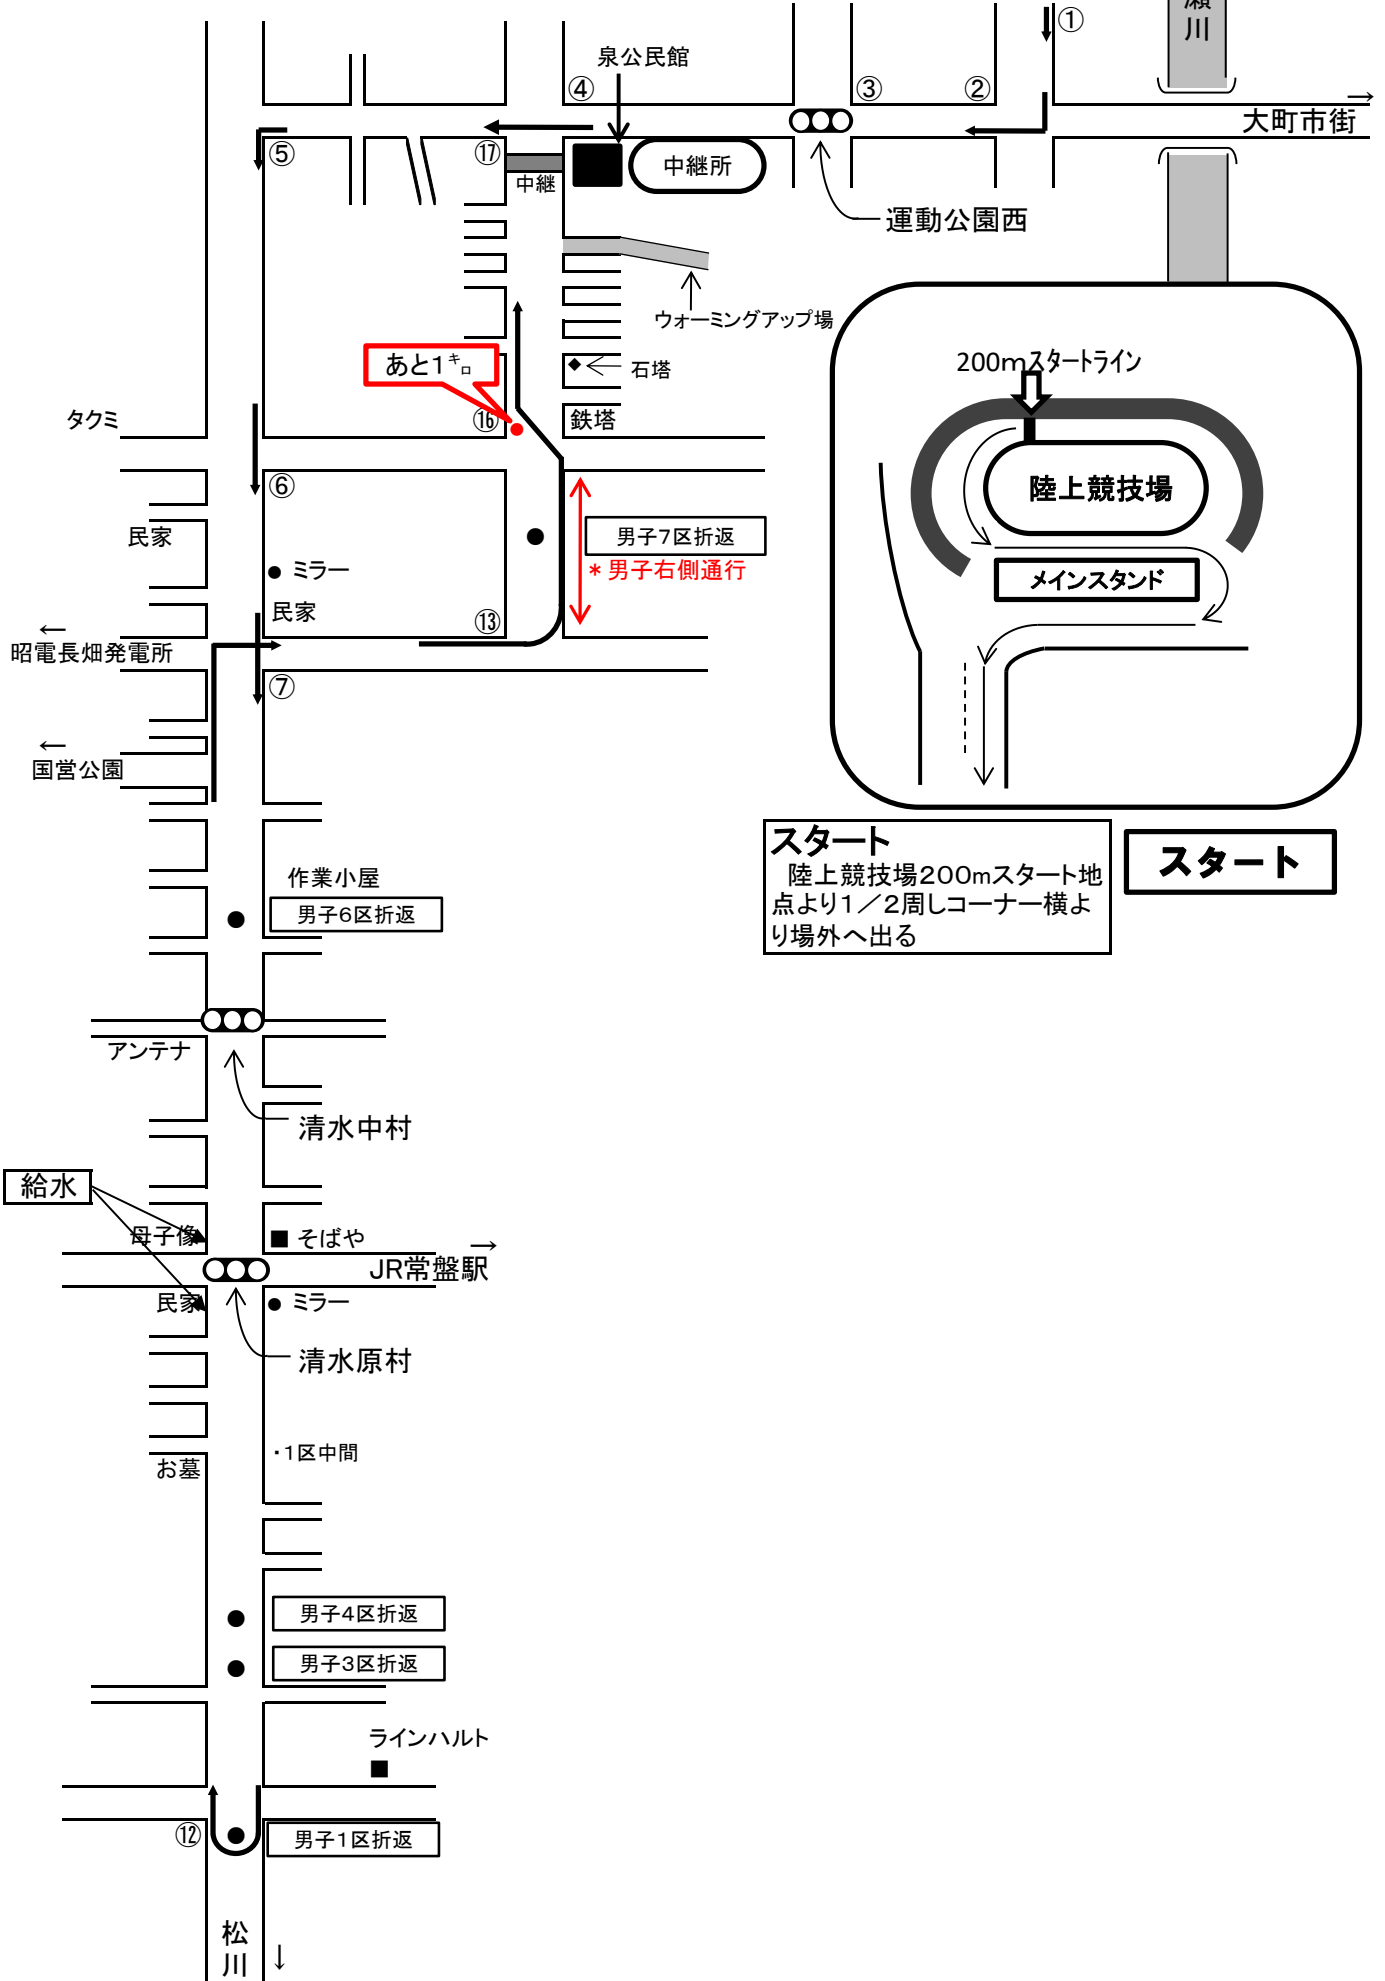 瀬川
①
泉公民館
④
③
②
→
大町市街
⑤
⑰
中継
中継所
運動公園西
ウォーミングアップ場
あと1㌔
石塔
200mスタートライン
タクミ
⑯
鉄塔
陸上競技場
⑥
民家
男子7区折返
＊男子右側通行
ミラー
メインスタンド
民家
⑬
←
昭電長畑発電所
⑦
←
国営公園
スタート
陸上競技場200mスタート地
点より1／2周しコーナー横よ
り場外へ出る
スタート
作業小屋
男子6区折返
アンテナ
清水中村
給水
母子像
そばや
→
JR常盤駅
民家
ミラー
清水原村
・1区中間
お墓
男子4区折返
男子3区折返
ラインハルト
⑫
男子1区折返
松川
↓